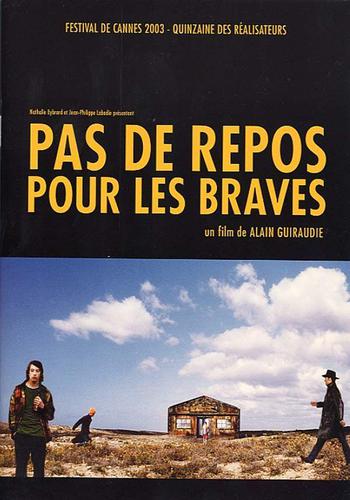 FESTIVAL DE CANNES 2003 - QUINZAINE DES RÉALISATEURS
Nathalie Eybrard et Jean-Philippe Labadie présentent
PAS DE REPOS
POUR LES BRAVES
un film de ALAIN GUIRAUDIE